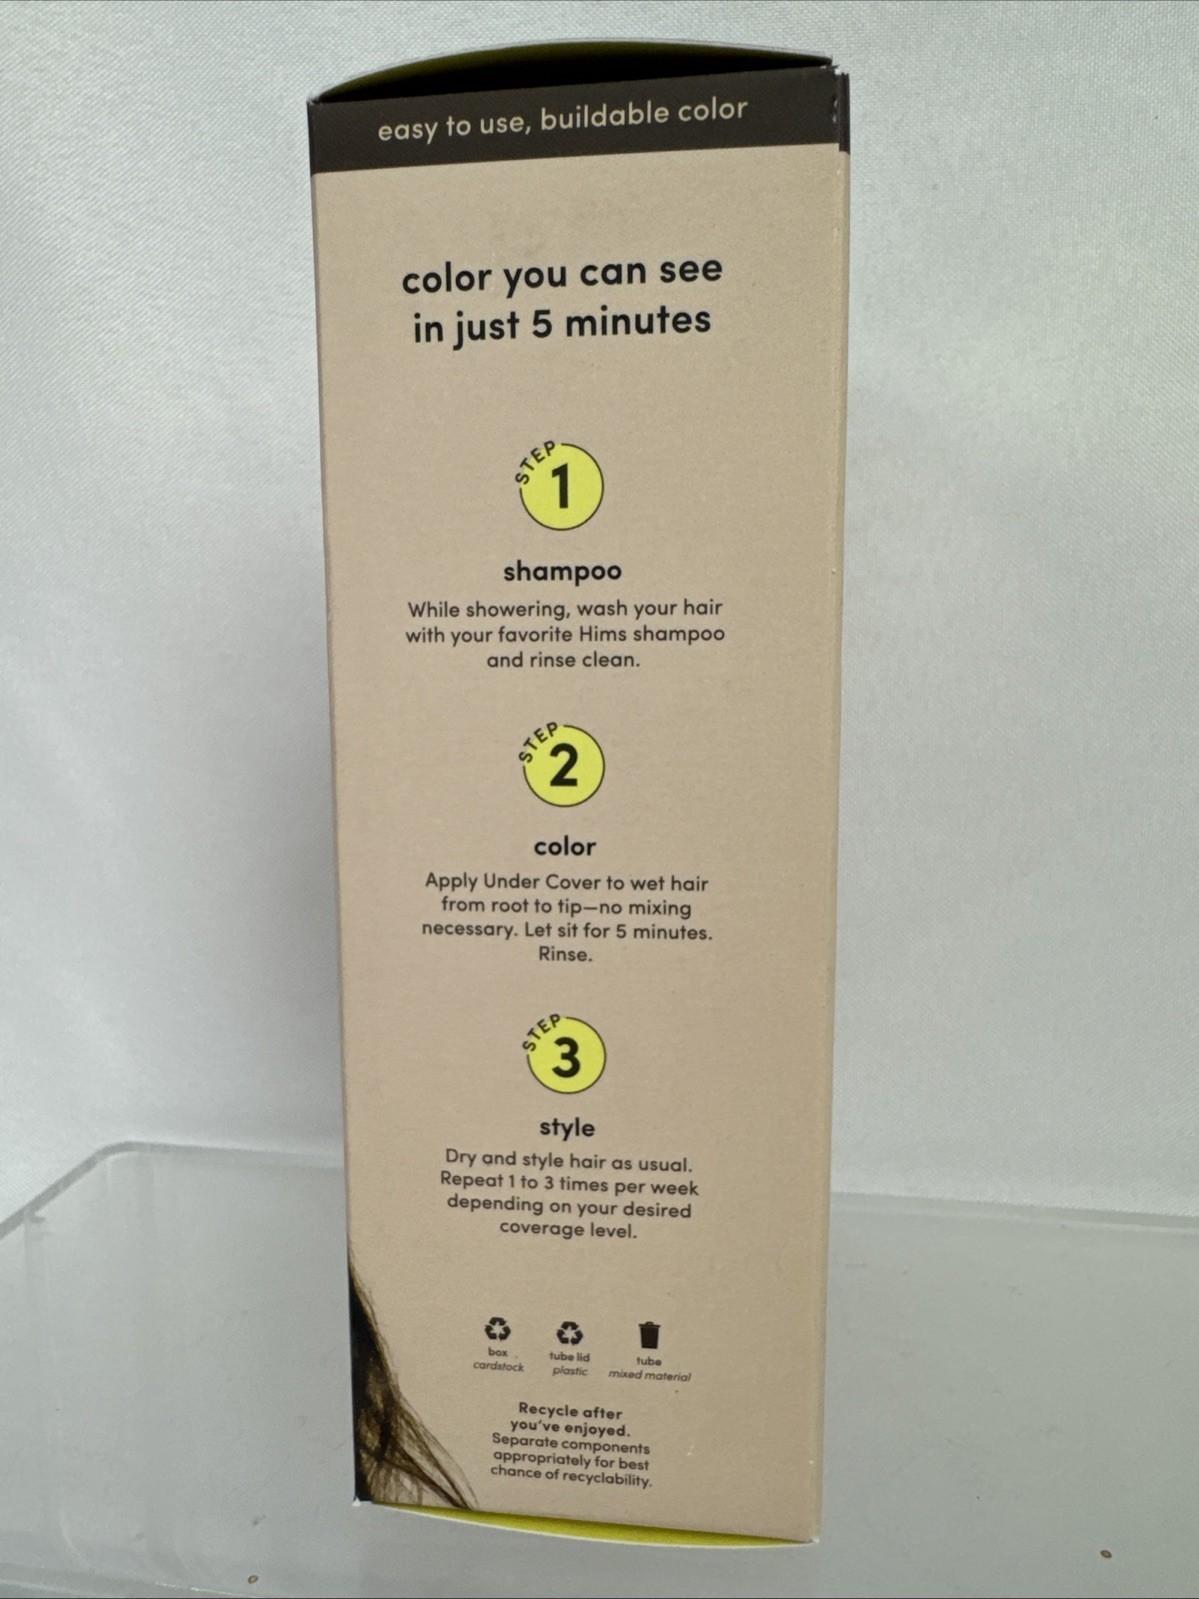 easy to use, buildable color
color you can see
in just 5 minutes
STEP
1
shampoo
While showering, wash your hair
with your favorite Hims shampoo
and rinse clean.
STEP
2
color
Apply Under Cover to wet hair
from root to tip—no mixing
necessary. Let sit for 5 minutes.
Rinse.
STEP
3
style
Dry and style hair as usual.
Repeat 1 to 3 times per week
depending on your desired
coverage level.
box tube lid tube
cardstock plastic mixed material
Recycle after
you've enjoyed.
Separate components
appropriately for best
chance of recyclability.